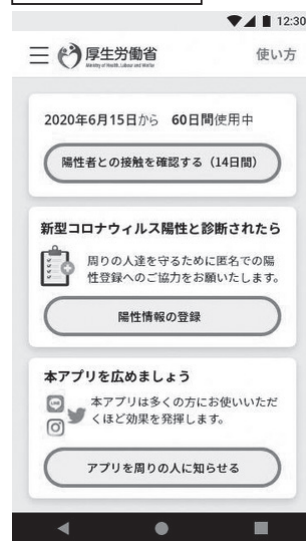 12:30
厚生労働省
Ministry of Health, Labour and Welfare
使い方
2020年6月15日から 60日間使用中
陽性者との接触を確認する（14日間）
新型コロナウィルス陽性と診断されたら
周りの人達を守るために匿名での陽
性登録へのご協力をお願いいたします。
陽性情報の登録
本アプリを広めましょう
LINE
本アプリは多くの方にお使いいただ
くほど効果を発揮します。
アプリを周りの人に知らせる